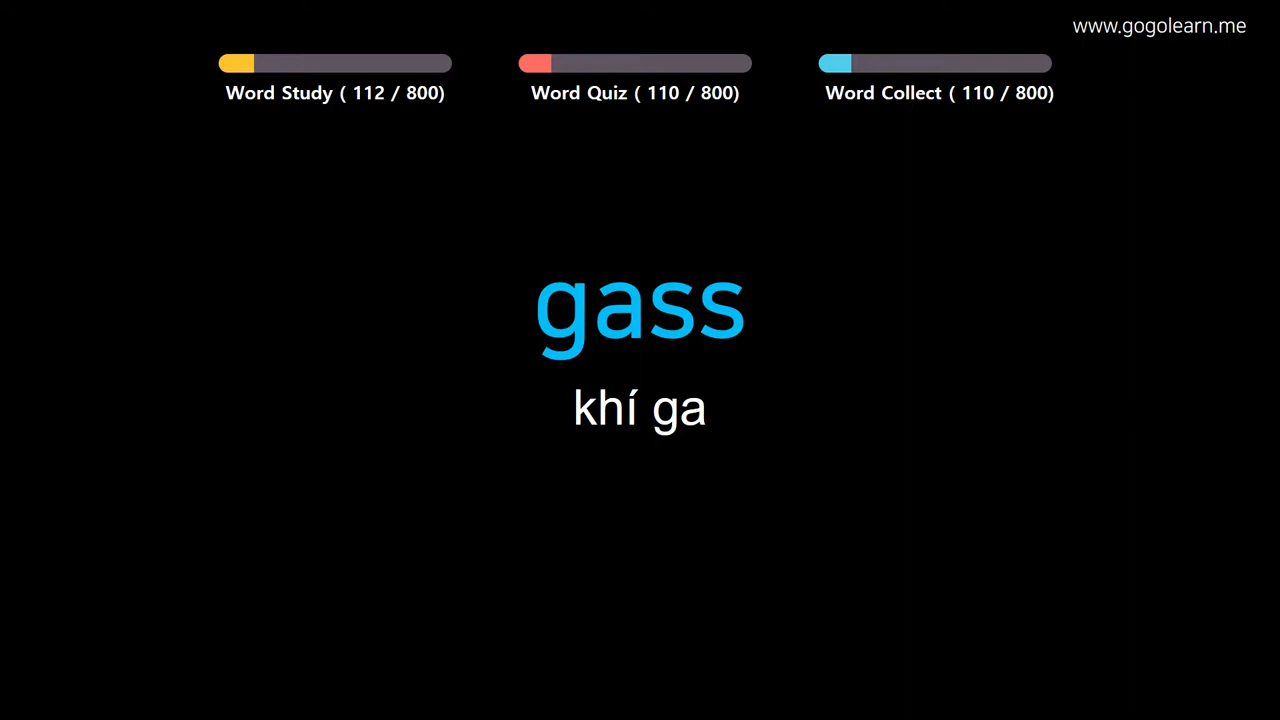 www.gogolearn.me
Word Study ( 112 / 800)
Word Quiz ( 110 / 800)
Word Collect ( 110 / 800)
gass
khí ga